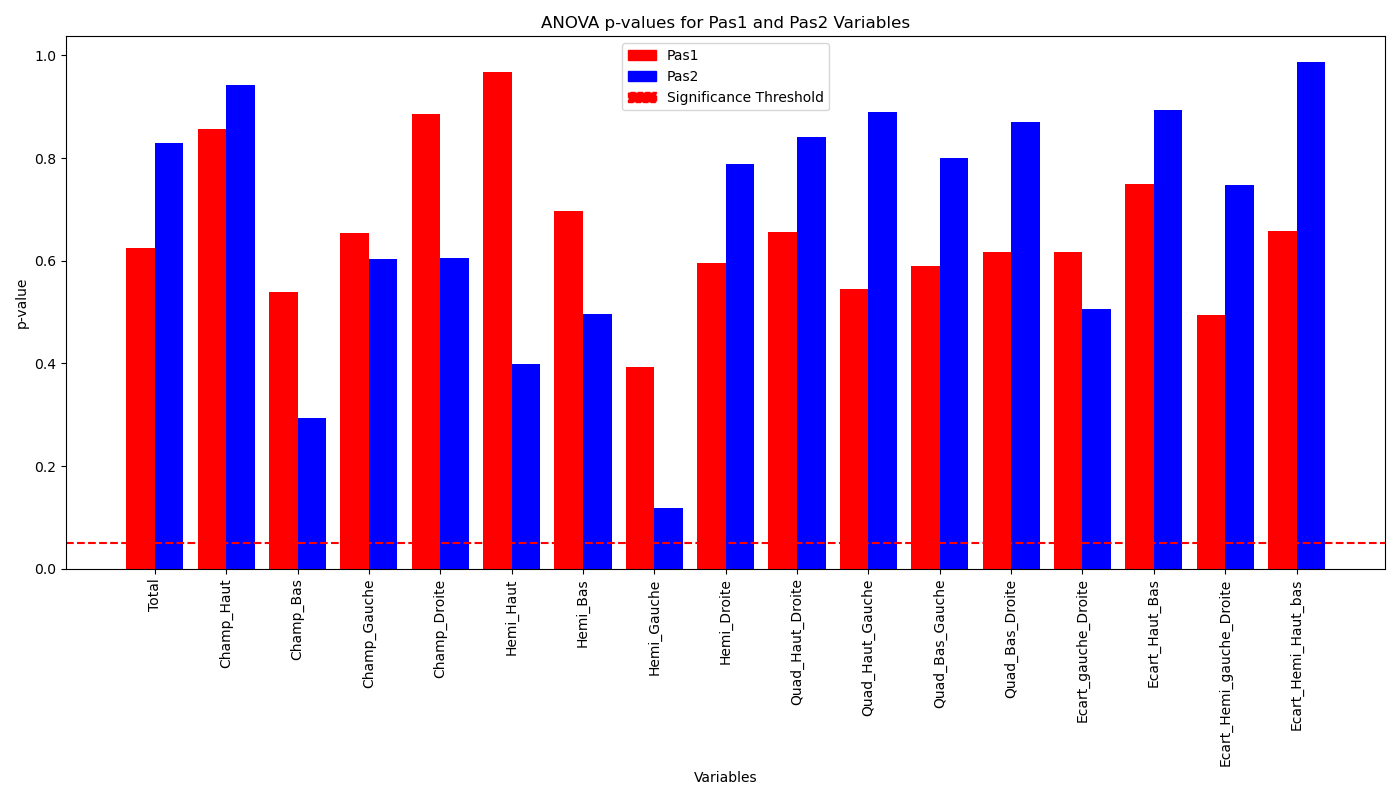 ANOVA p-values for Pas1 and Pas2 Variables
Pas1
Pas2
Significance Threshold
p-value
1.0
0.8
0.6
0.4
0.2
0.0
Total
Champ_Haut
Champ_Bas
Champ_Gauche
Champ_Droite
Hemi_Haut
Hemi_Bas
Hemi_Gauche
Hemi_Droite
Quad_Haut_Droite
Quad_Haut_Gauche
Quad_Bas_Gauche
Quad_Bas_Droite
Ecart_gauche_Droite
Ecart_Haut_Bas
Ecart_Hemi_gauche_Droite
Ecart_Hemi_Haut_bas
Variables